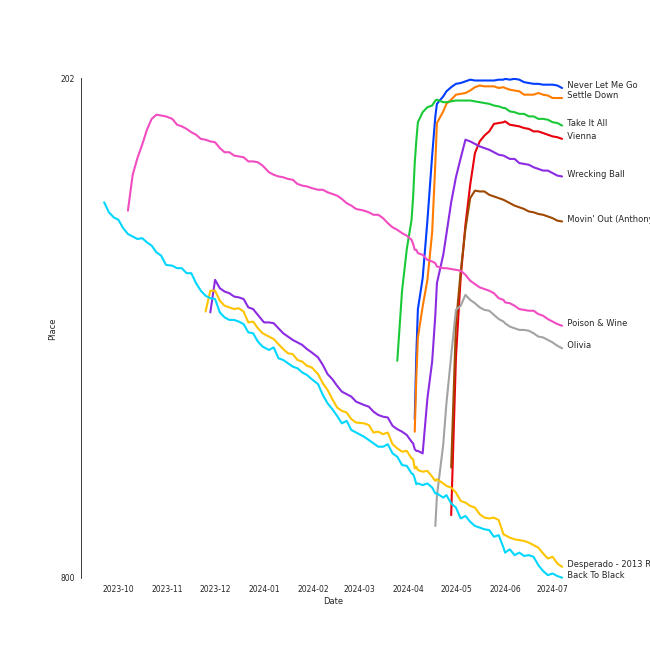 202
Never Let Me Go
Settle Down
Take It All
Vienna
Wrecking Ball
Movin' Out (Anthony
Place
Poison & Wine
Olivia
Desperado - 2013 R
Back To Black
800
2023-10 2023-11 2023-12 2024-01 2024-02 2024-03 2024-04 2024-05 2024-06 2024-07
Date